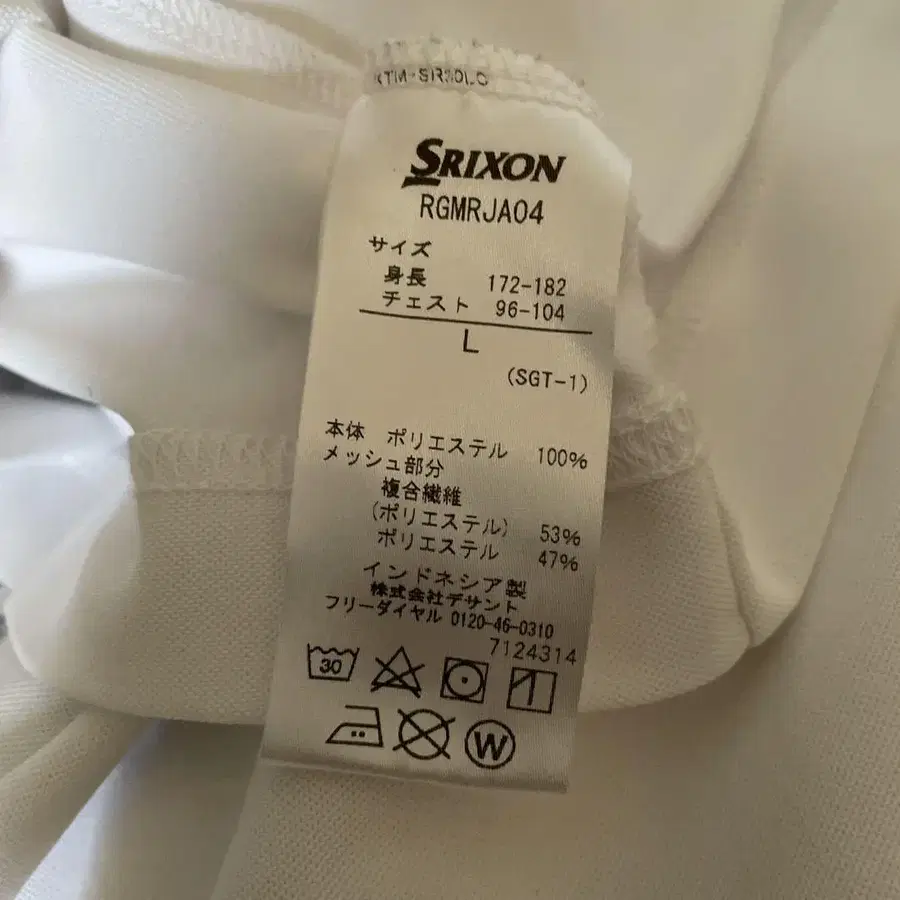 SRIXON
RGMRJA04
サイズ
身長 172-182
チェスト 96-104
L
(SGT-1)
本体 ポリエステル 100%
メッシュ部分
複合繊維
(ポリエステル) 53%
ポリエステル 47%
インドネシア製
株式会社デサント
フリーダイヤル 0120-46-0310
7124314
30
W